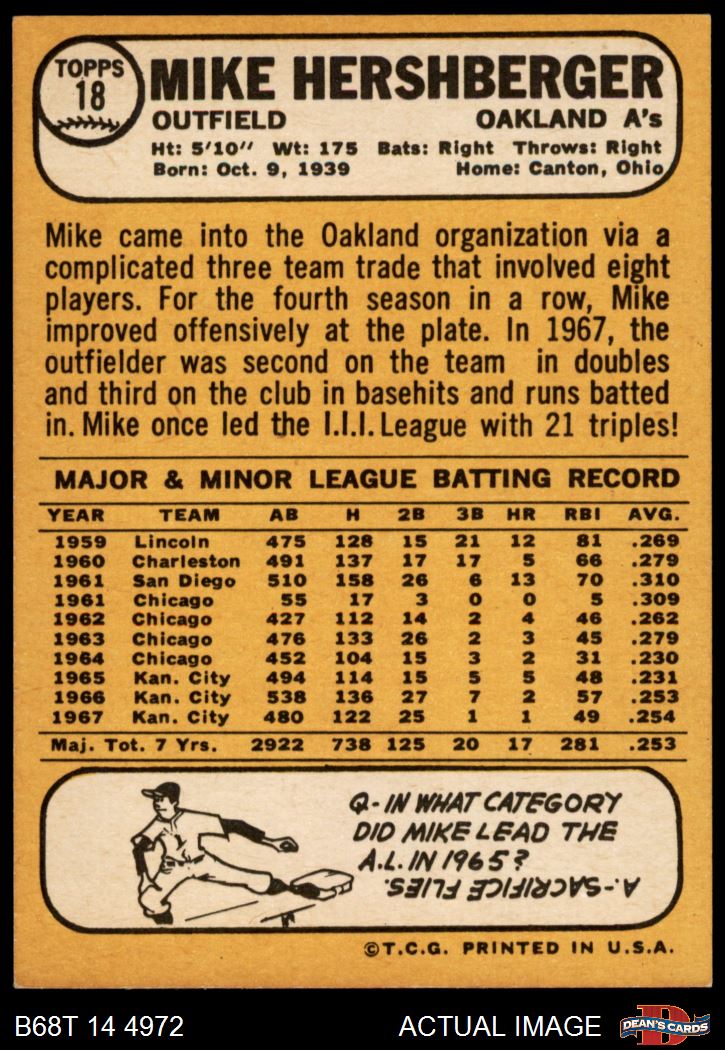 TOPPS
18
MIKE HERSHBERGER
OUTFIELD OAKLAND A's
Ht: 5'10" Wt: 175 Bats: Right Throws: Right
Born: Oct. 9, 1939 Home: Canton, Ohio
Mike came into the Oakland organization via a
complicated three team trade that involved eight
players. For the fourth season in a row, Mike
improved offensively at the plate. In 1967, the
outfielder was second on the team in doubles
and third on the club in basehits and runs batted
in. Mike once led the I.I.I. League with 21 triples!
MAJOR & MINOR LEAGUE BATTING RECORD
YEAR TEAM AB H 2B 3B HR RBI AVG.
1959 Lincoln 475 128 15 21 12 81 .269
1960 Charleston 491 137 17 17 5 66 .279
1961 San Diego 510 158 26 6 13 70 .310
1961 Chicago 55 17 3 0 0 5 .309
1962 Chicago 427 112 14 2 4 46 .262
1963 Chicago 476 133 26 2 3 45 .279
1964 Chicago 452 104 15 3 2 31 .230
1965 Kan. City 494 114 15 5 5 48 .231
1966 Kan. City 538 136 27 7 2 57 .253
1967 Kan. City 480 122 25 1 1 49 .254
Maj. Tot. 7 Yrs. 2922 738 125 20 17 281 .253
Q- IN WHAT CATEGORY
DID MIKE LEAD THE
A.L. IN 1965?
A.-SACRIFICE FLIES.
©T.C.G. PRINTED IN U.S.A.
B68T 14 4972 ACTUAL IMAGE
D
DEAN'S CARDS